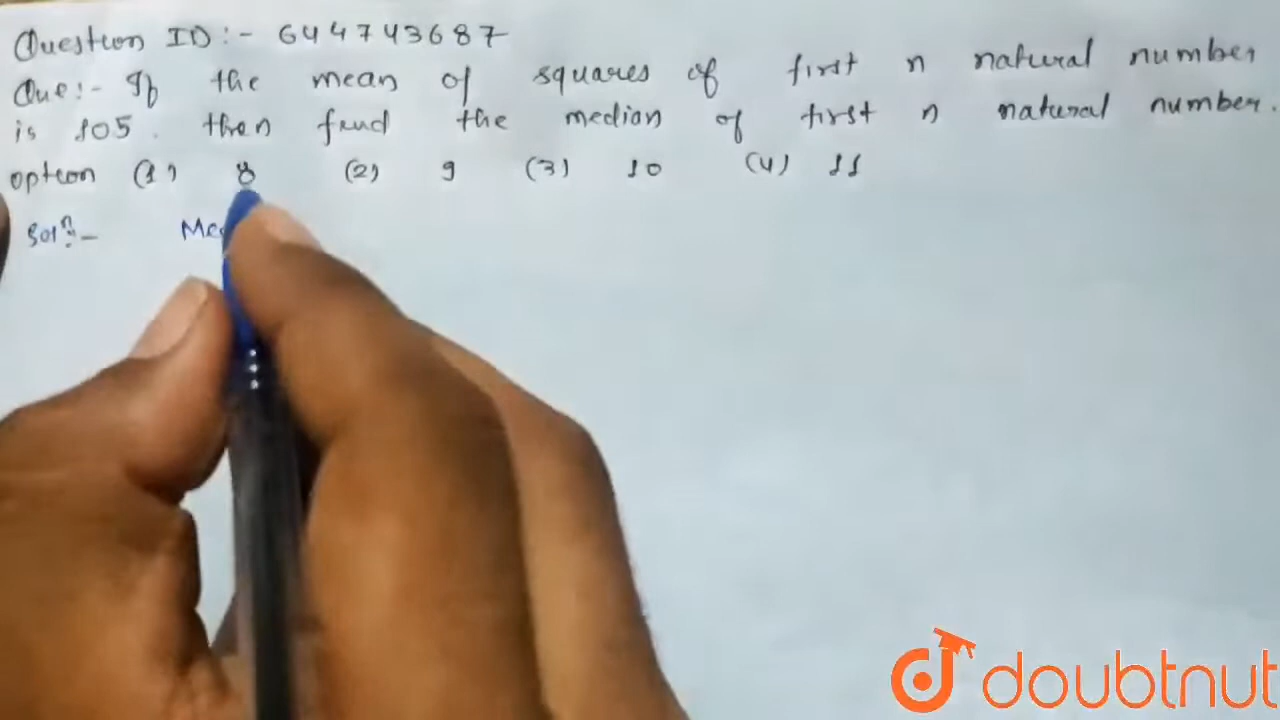 Question ID :- 644743687
Que :- If the mean of squares of first n natural number
is 105. then find the median of first n natural number.
option (1) 8 (2) 9 (3) 10 (4) 11
Solⁿ :-
doubtnut